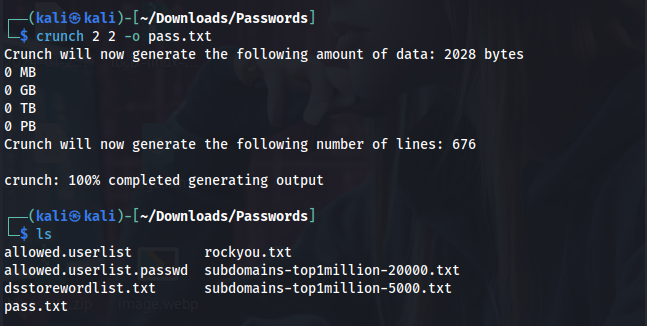 (kali㉿kali)-[~/Downloads/Passwords]
$ crunch 2 2 -o pass.txt
Crunch will now generate the following amount of data: 2028 bytes
0 MB
0 GB
0 TB
0 PB
Crunch will now generate the following number of lines: 676
crunch: 100% completed generating output
(kali㉿kali)-[~/Downloads/Passwords]
$ ls
allowed.userlist rockyou.txt
allowed.userlist.passwd subdomains-top1million-20000.txt
dsstorewordlist.txt subdomains-top1million-5000.txt
pass.txt
image.webp